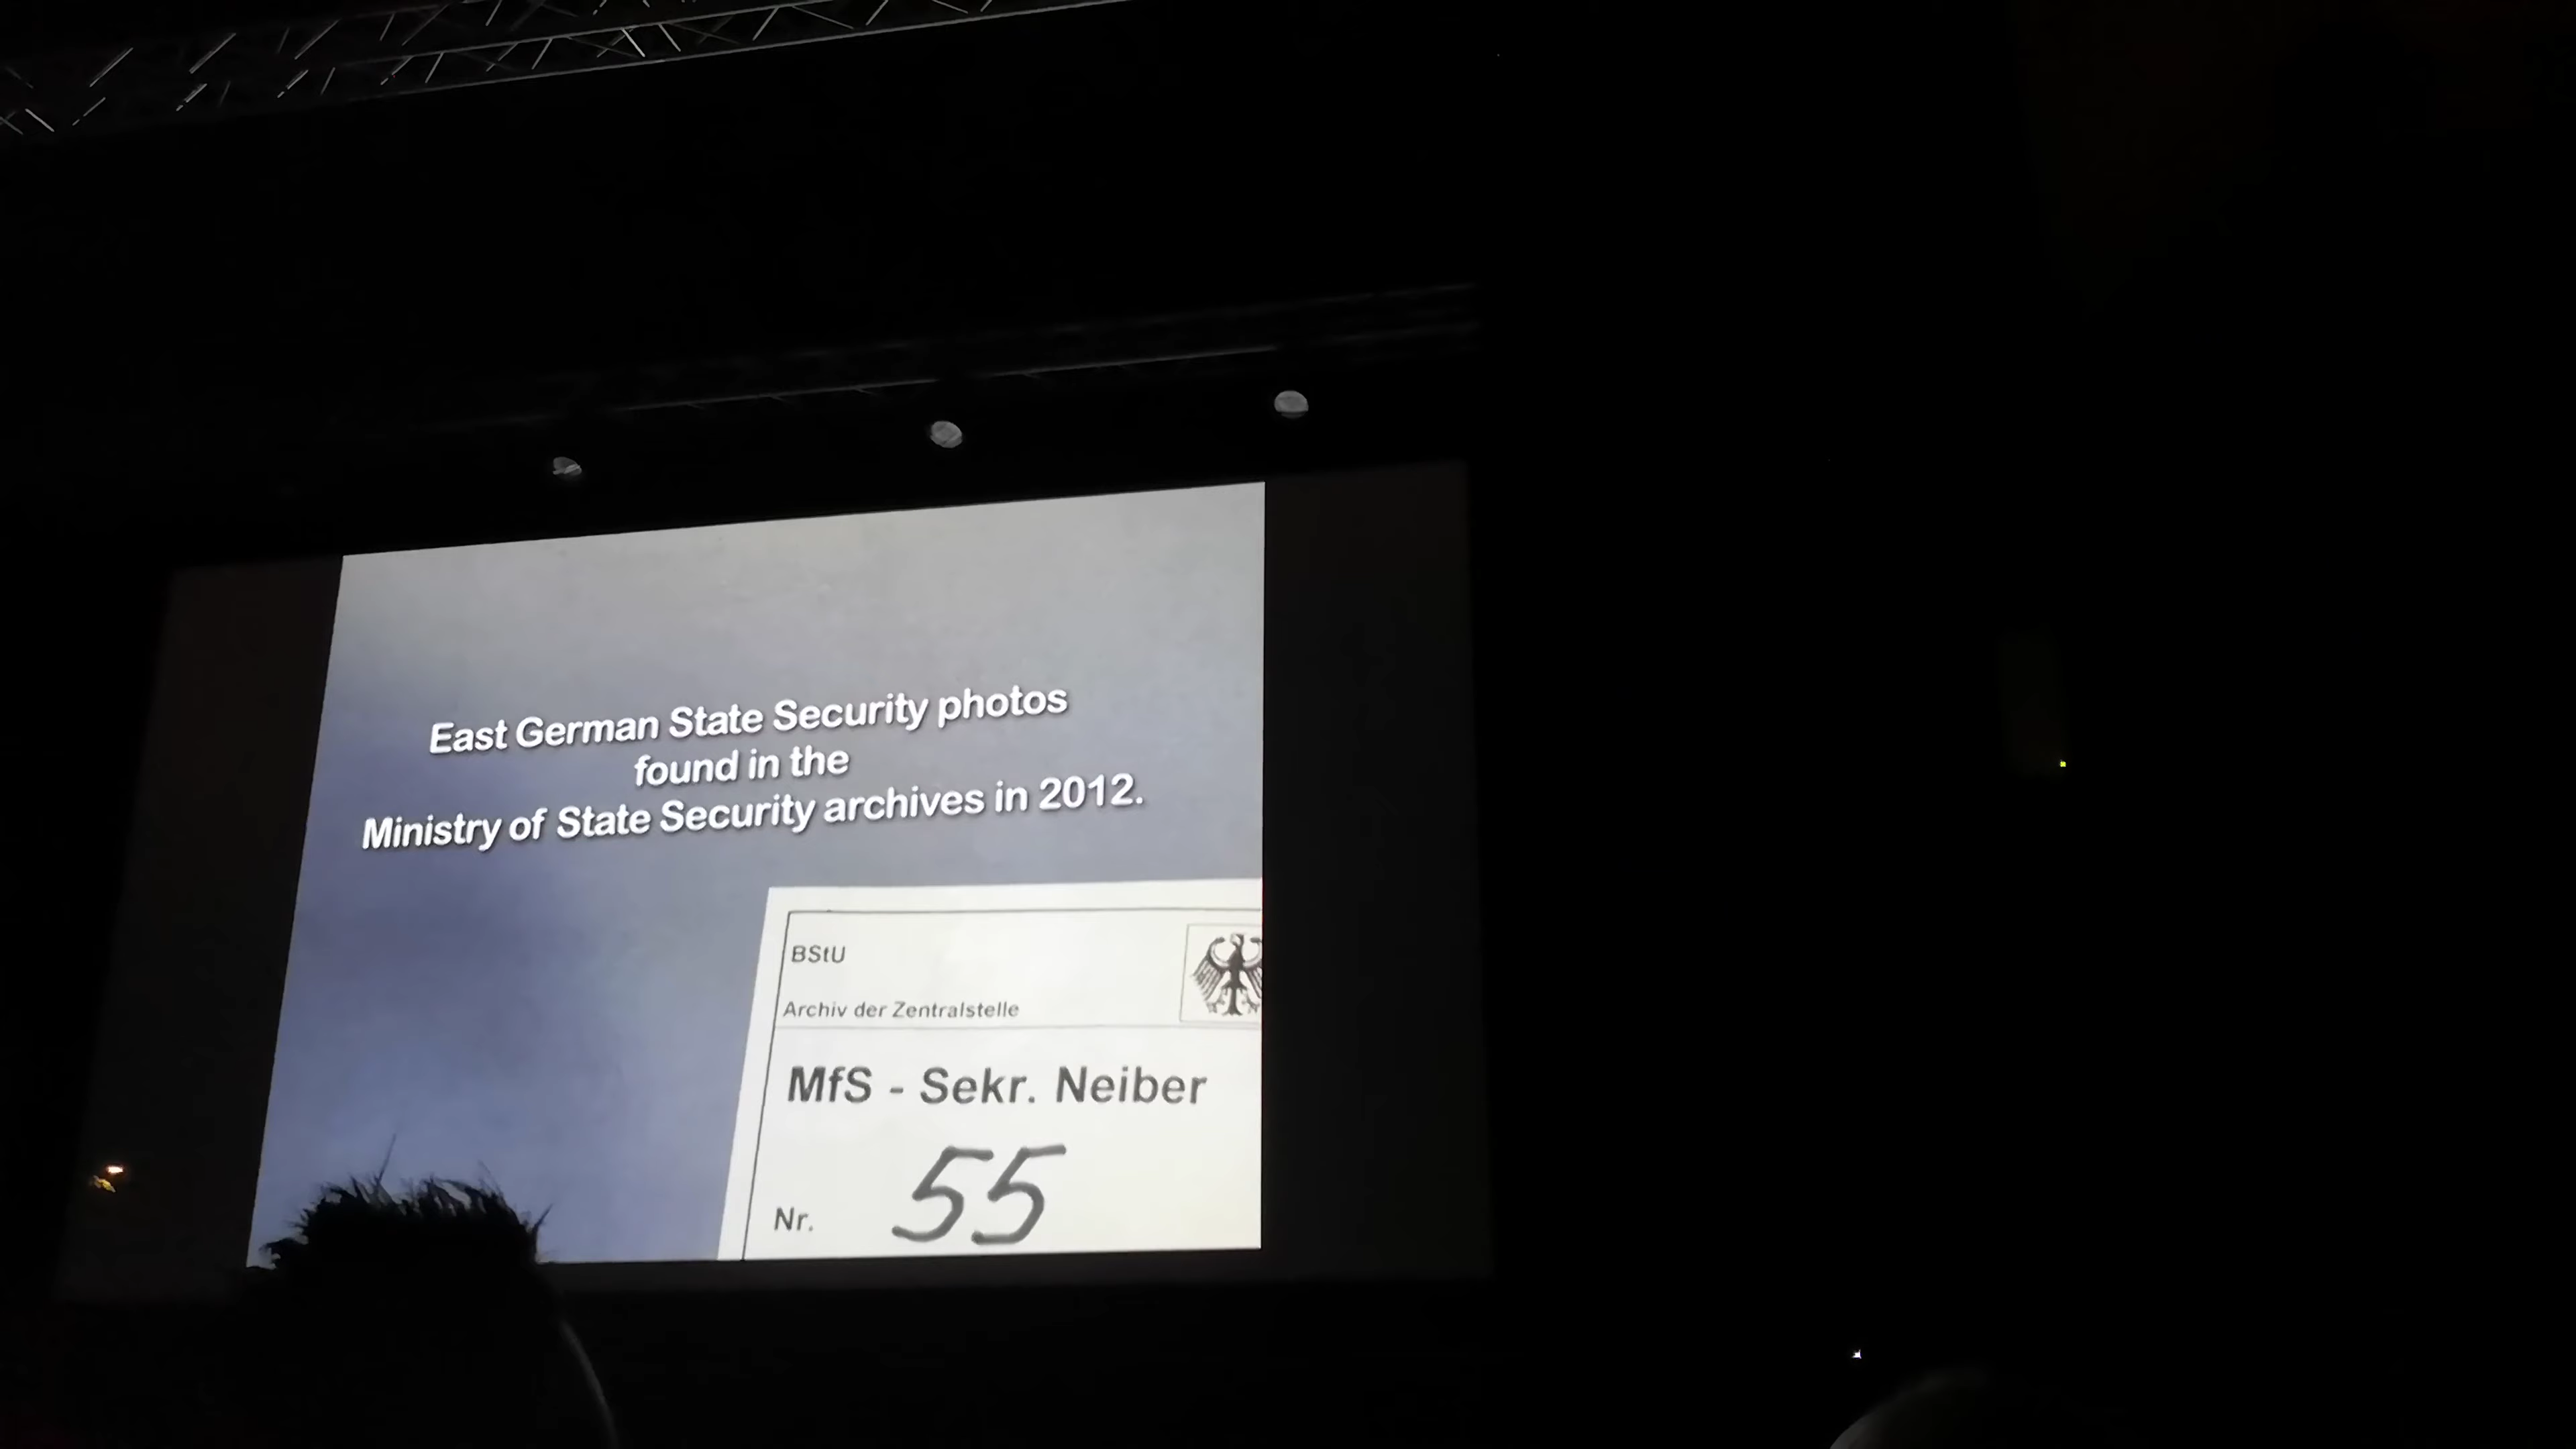 East German State Security photos
found in the
Ministry of State Security archives in 2012.
BStU
Archiv der Zentralstelle
MfS - Sekr. Neiber
Nr. 55